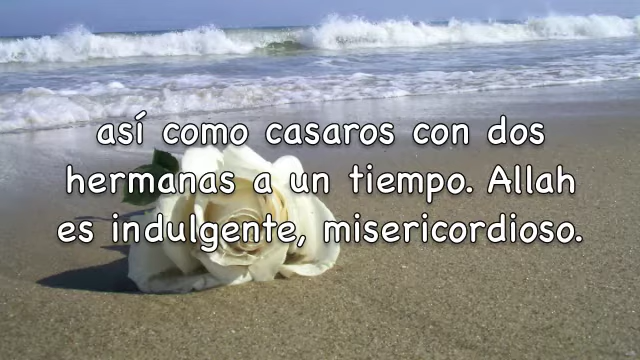 así como casaros con dos
hermanas a un tiempo. Allah
es indulgente, misericordioso.